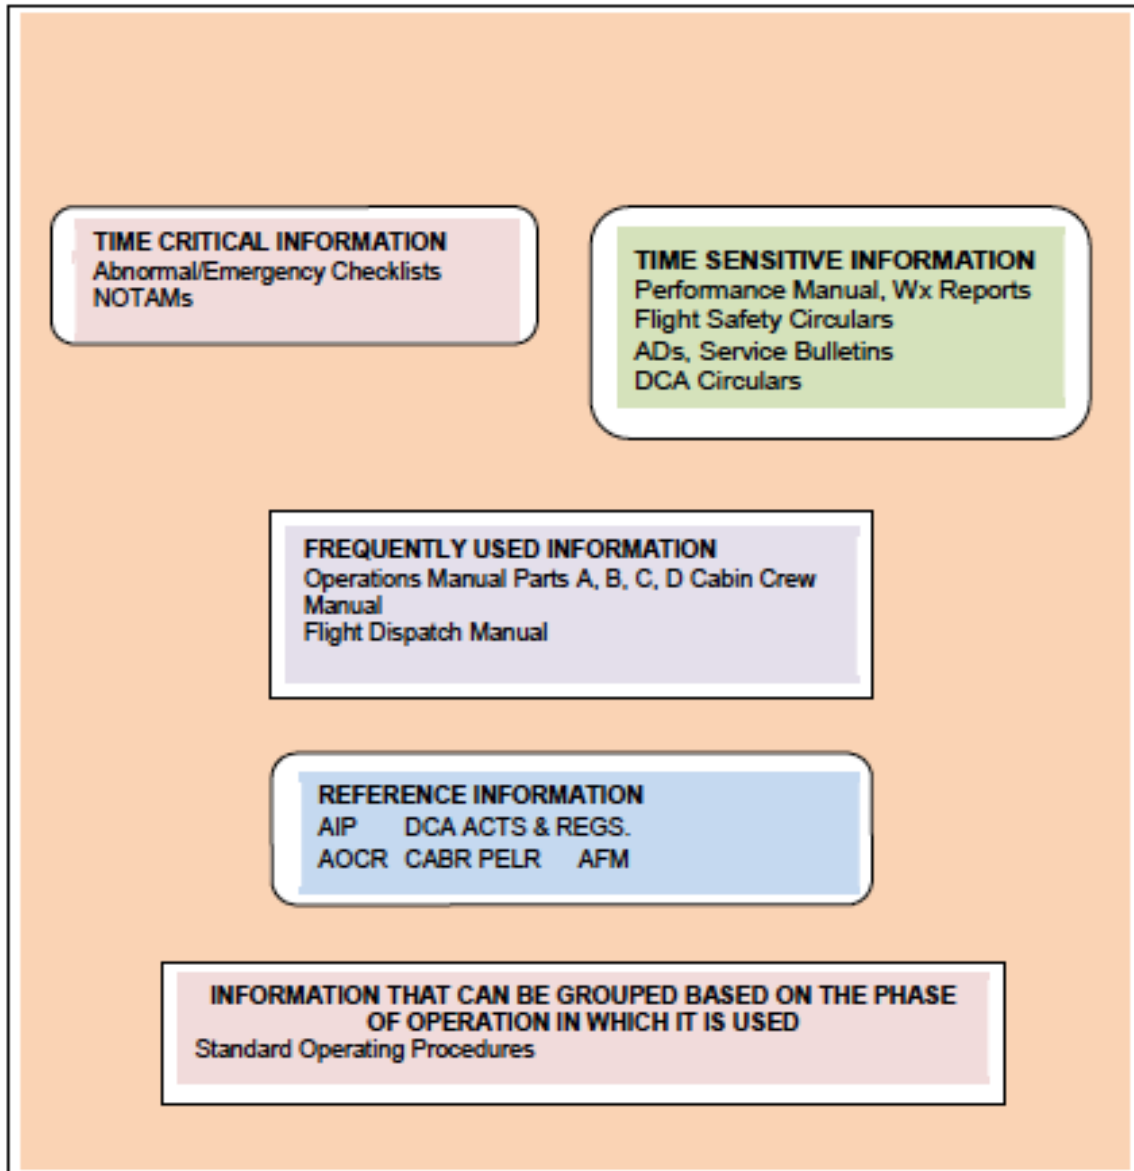 TIME CRITICAL INFORMATION
Abnormal/Emergency Checklists
NOTAMs
TIME SENSITIVE INFORMATION
Performance Manual, Wx Reports
Flight Safety Circulars
ADs, Service Bulletins
DCA Circulars
FREQUENTLY USED INFORMATION
Operations Manual Parts A, B, C, D Cabin Crew
Manual
Flight Dispatch Manual
REFERENCE INFORMATION
AIP DCA ACTS & REGS.
AOCR CABR PELR AFM
INFORMATION THAT CAN BE GROUPED BASED ON THE PHASE
OF OPERATION IN WHICH IT IS USED
Standard Operating Procedures